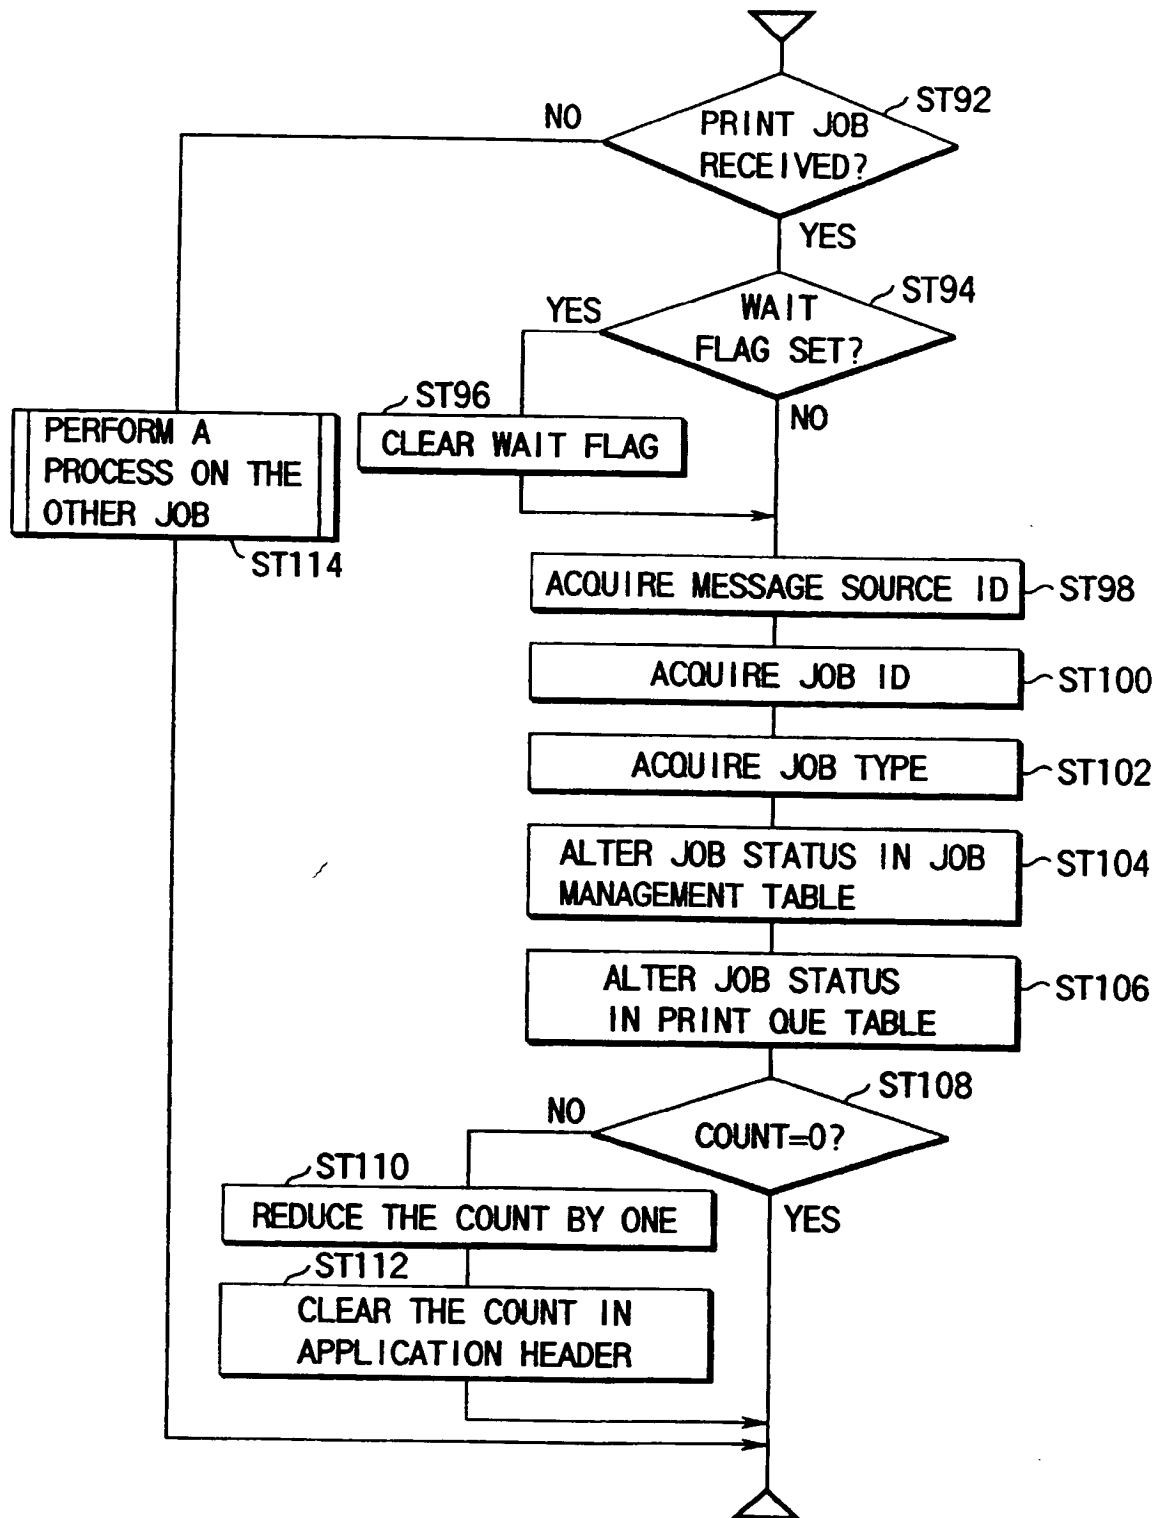 ST92
NO
PRINT JOB
RECEIVED?
YES
ST94
YES
WAIT
FLAG SET?
NO
ST96
CLEAR WAIT FLAG
PERFORM A
PROCESS ON THE
OTHER JOB
ST114
ACQUIRE MESSAGE SOURCE ID
ST98
ACQUIRE JOB ID
ST100
ACQUIRE JOB TYPE
ST102
ALTER JOB STATUS IN JOB
MANAGEMENT TABLE
ST104
ALTER JOB STATUS
IN PRINT QUE TABLE
ST106
ST108
NO
COUNT=0?
YES
ST110
REDUCE THE COUNT BY ONE
ST112
CLEAR THE COUNT IN
APPLICATION HEADER